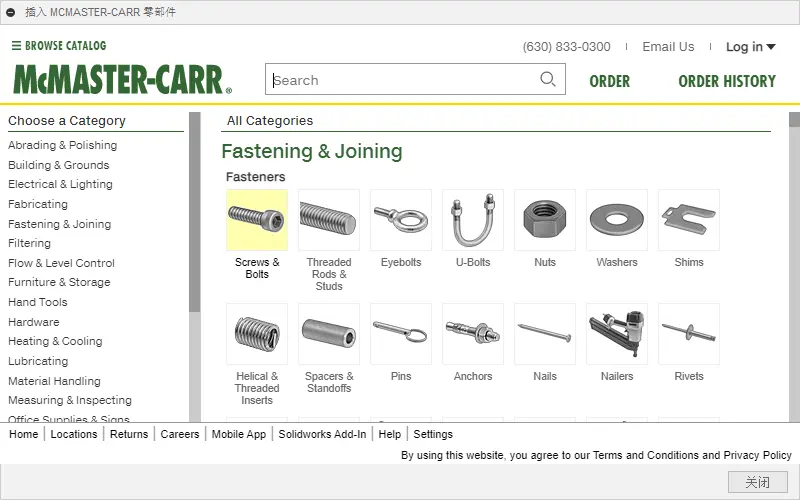 插入 MCMASTER-CARR 零部件
BROWSE CATALOG
(630) 833-0300 | Email Us | Log in
McMASTER-CARR®
Search
ORDER
ORDER HISTORY
Choose a Category
Abrading & Polishing
Building & Grounds
Electrical & Lighting
Fabricating
Fastening & Joining
Filtering
Flow & Level Control
Furniture & Storage
Hand Tools
Hardware
Heating & Cooling
Lubricating
Material Handling
Measuring & Inspecting
Office Supplies & Signs
All Categories
Fastening & Joining
Fasteners
Screws &
Bolts
Threaded
Rods &
Studs
Eyebolts
U-Bolts
Nuts
Washers
Shims
Helical &
Threaded
Inserts
Spacers &
Standoffs
Pins
Anchors
Nails
Nailers
Rivets
Home | Locations | Returns | Careers | Mobile App | Solidworks Add-In | Help | Settings
By using this website, you agree to our Terms and Conditions and Privacy Policy
关闭